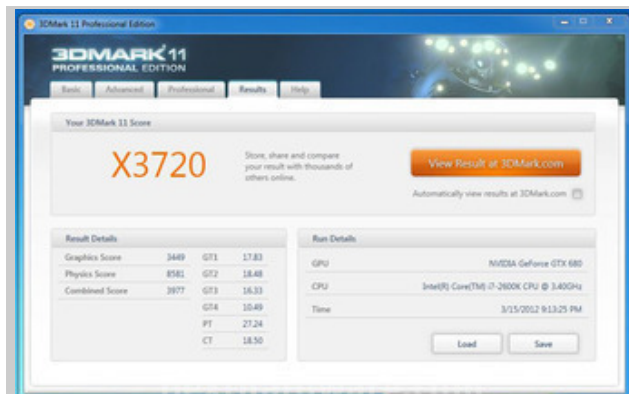 3DMark 11 Professional Edition
3DMARK 11
PROFESSIONAL EDITION
Basic Advanced Professional Results Help
Your 3DMark 11 Score
X3720
Store, share and compare
your result with thousands of
others online.
View Result at 3DMark.com
Automatically view results at 3DMark.com
Result Details
Graphics Score 3449 GT1 17.83
Physics Score 8581 GT2 18.48
Combined Score 3977 GT3 16.33
GT4 10.49
PT 27.24
CT 18.50
Run Details
GPU NVIDIA GeForce GTX 680
CPU Intel(R) Core(TM) i7-2600K CPU @ 3.40GHz
Time 3/15/2012 9:13:25 PM
Load Save